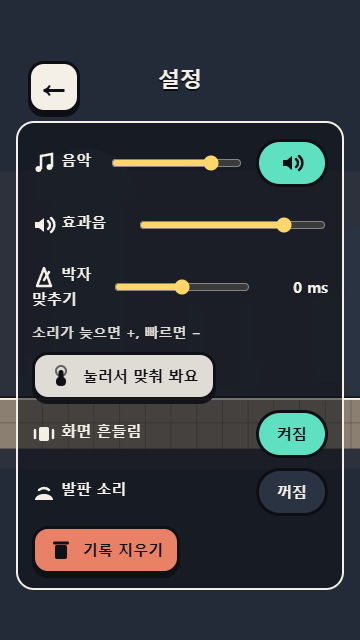 설정
음악
효과음
박자
맞추기
0 ms
소리가 늦으면 +, 빠르면 −
눌러서 맞춰 봐요
화면 흔들림
켜짐
발판 소리
꺼짐
기록 지우기